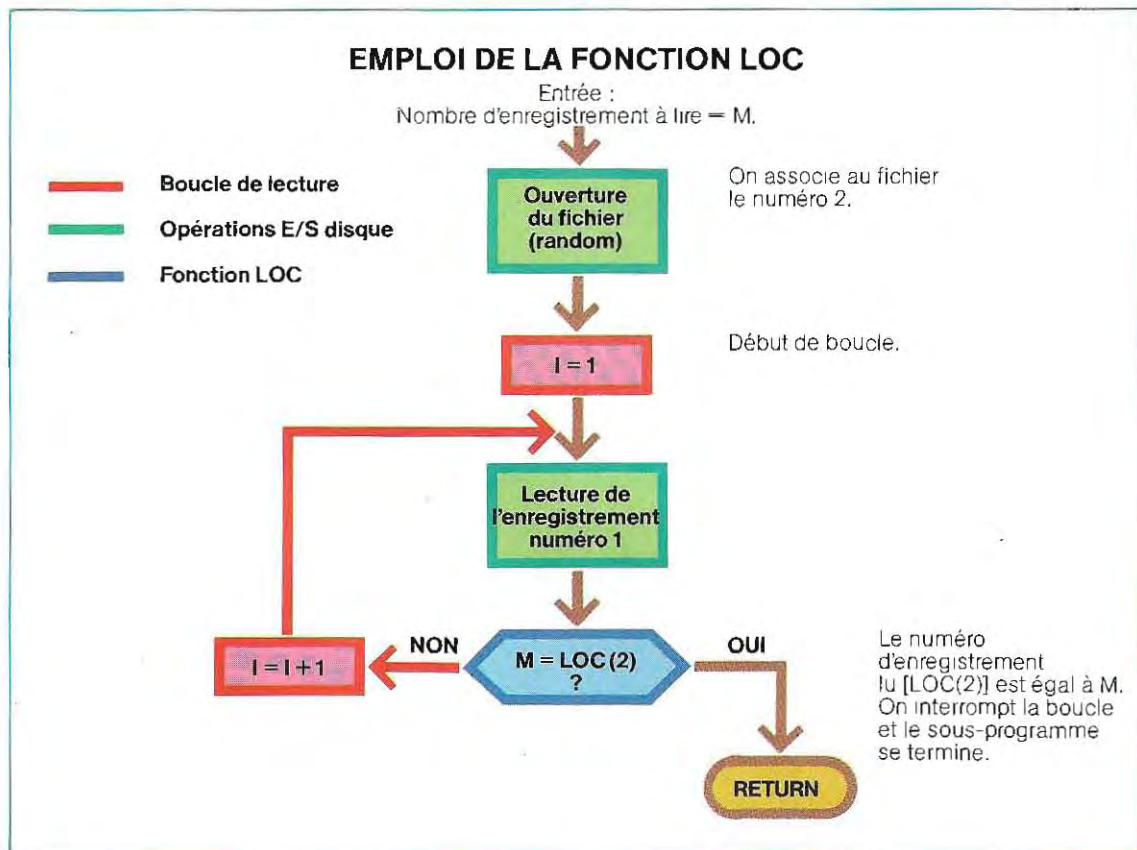 EMPLOI DE LA FONCTION LOC
Entrée :
Nombre d'enregistrement à lire = M.
Boucle de lecture
Opérations E/S disque
Fonction LOC
Ouverture
du fichier
(random)
On associe au fichier
le numéro 2.
I = 1
Début de boucle.
Lecture de
l'enregistrement
numéro 1
I = I + 1
NON
M = LOC (2)
?
OUI
Le numéro
d'enregistrement
lu [LOC(2)] est égal à M.
On interrompt la boucle
et le sous-programme
se termine.
RETURN